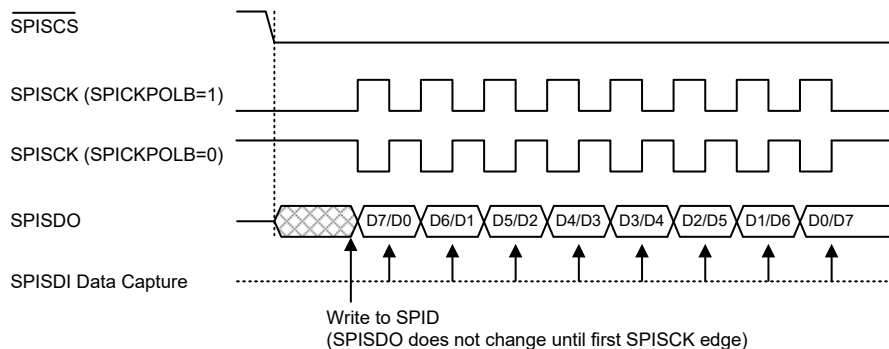 SPISCS
SPISCK (SPICKPOLB=1)
SPISCK (SPICKPOLB=0)
SPISDO
D7/D0 D6/D1 D5/D2 D4/D3 D3/D4 D2/D5 D1/D6 D0/D7
SPISDI Data Capture
Write to SPID
(SPISDO does not change until first SPISCK edge)